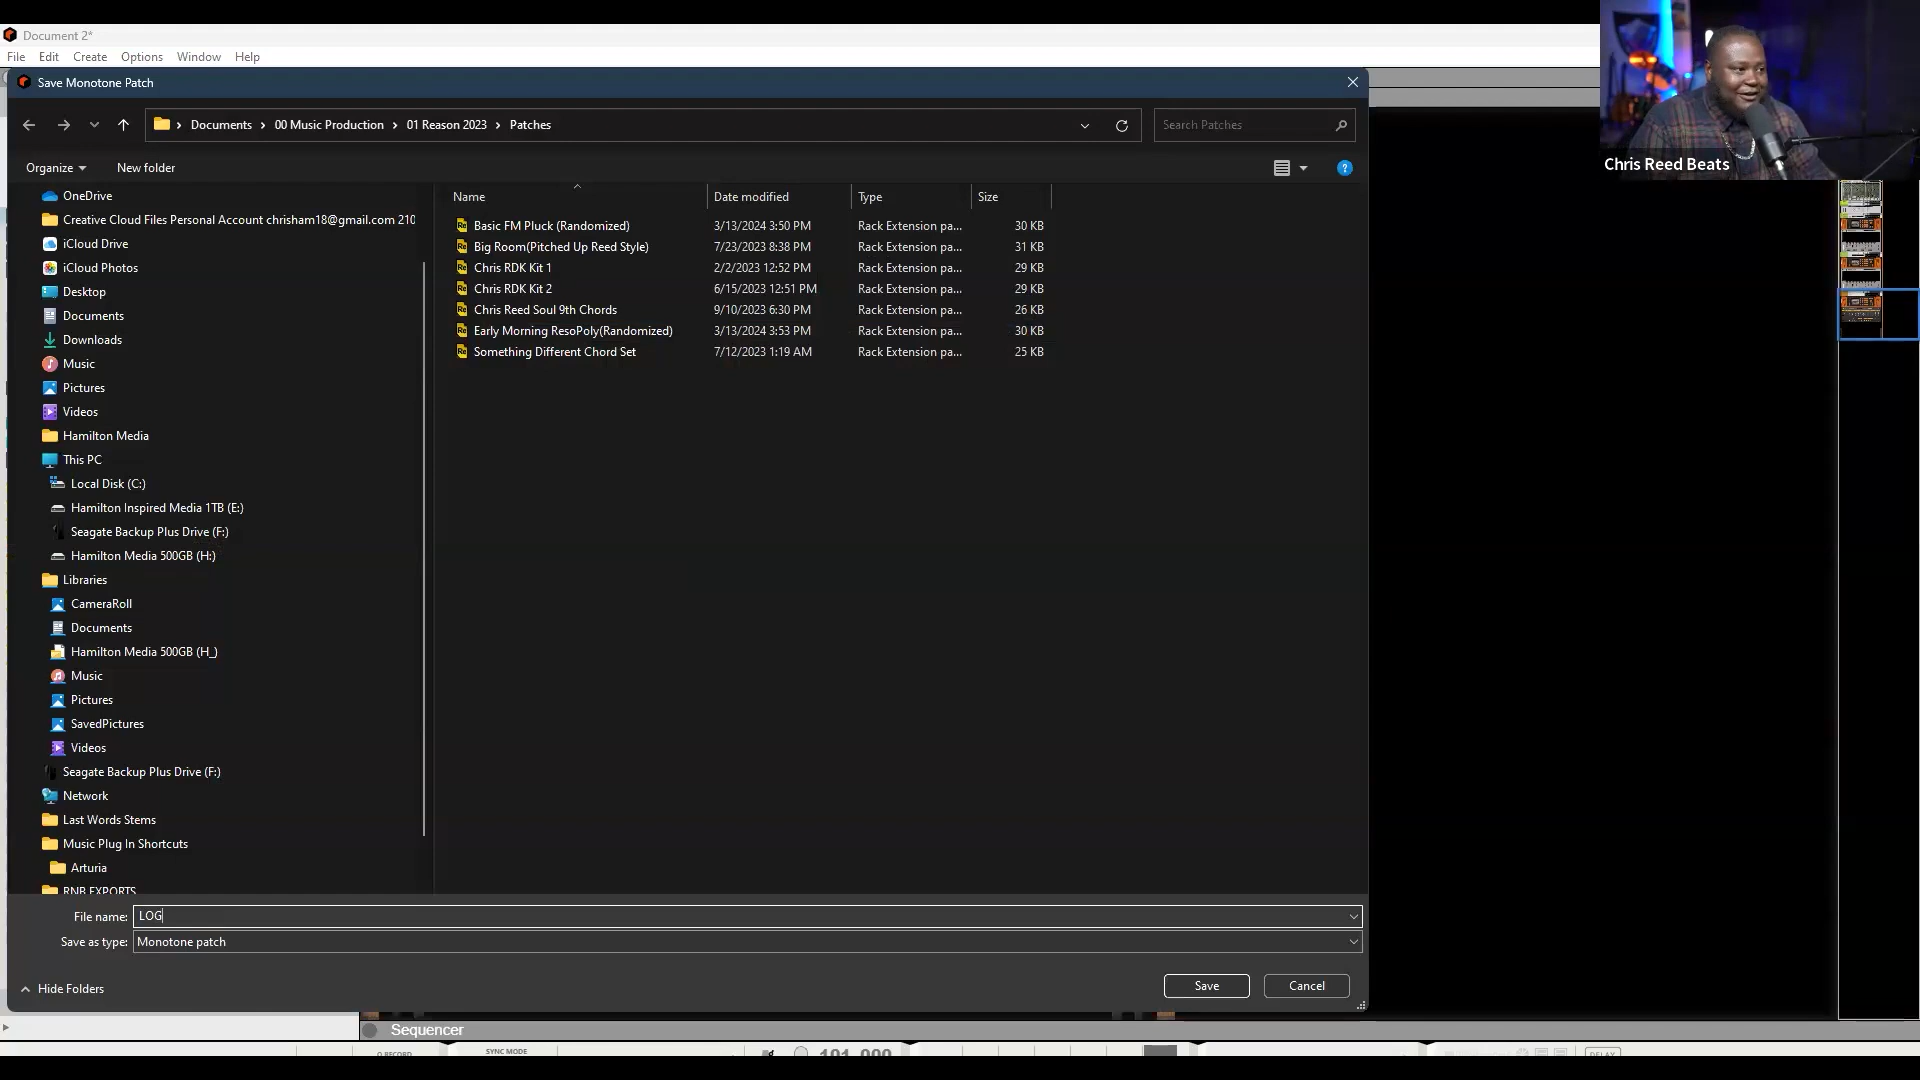 Document 2*
File Edit Create Options Window Help
Save Monotone Patch
Documents 00 Music Production 01 Reason 2023 Patches
Search Patches
Organize New folder
Name Date modified Type Size
OneDrive
Creative Cloud Files Personal Account chrisham18@gmail.com 210
iCloud Drive
iCloud Photos
Desktop
Documents
Downloads
Music
Pictures
Videos
Hamilton Media
This PC
Local Disk (C:)
Hamilton Inspired Media 1TB (E:)
Seagate Backup Plus Drive (F:)
Hamilton Media 500GB (H:)
Libraries
CameraRoll
Documents
Hamilton Media 500GB (H_)
Music
Pictures
SavedPictures
Videos
Seagate Backup Plus Drive (F:)
Network
Last Words Stems
Music Plug In Shortcuts
Arturia
RNB EXPORTS
Basic FM Pluck (Randomized) 3/13/2024 3:50 PM Rack Extension pa... 30 KB
Big Room(Pitched Up Reed Style) 7/23/2023 8:38 PM Rack Extension pa... 31 KB
Chris RDK Kit 1 2/2/2023 12:52 PM Rack Extension pa... 29 KB
Chris RDK Kit 2 6/15/2023 12:51 PM Rack Extension pa... 29 KB
Chris Reed Soul 9th Chords 9/10/2023 6:30 PM Rack Extension pa... 26 KB
Early Morning ResoPoly(Randomized) 3/13/2024 3:53 PM Rack Extension pa... 30 KB
Something Different Chord Set 7/12/2023 1:19 AM Rack Extension pa... 25 KB
File name: LOG
Save as type: Monotone patch
Hide Folders
Save Cancel
Sequencer
SYNC MODE
Chris Reed Beats